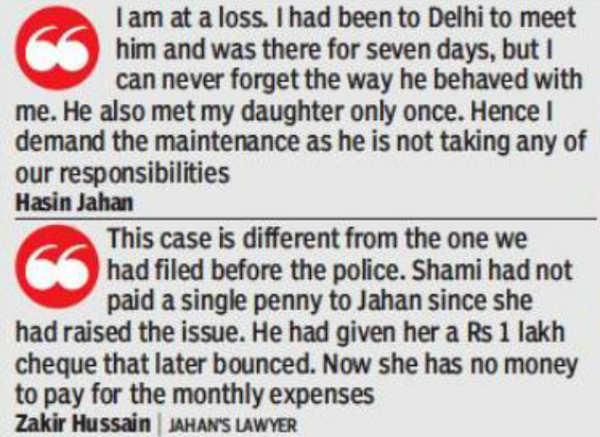 I am at a loss. I had been to Delhi to meet
him and was there for seven days, but I
can never forget the way he behaved with
me. He also met my daughter only once. Hence I
demand the maintenance as he is not taking any of
our responsibilities
Hasin Jahan
This case is different from the one we
had filed before the police. Shami had not
paid a single penny to Jahan since she
had raised the issue. He had given her a Rs 1 lakh
cheque that later bounced. Now she has no money
to pay for the monthly expenses
Zakir Hussain | JAHAN'S LAWYER